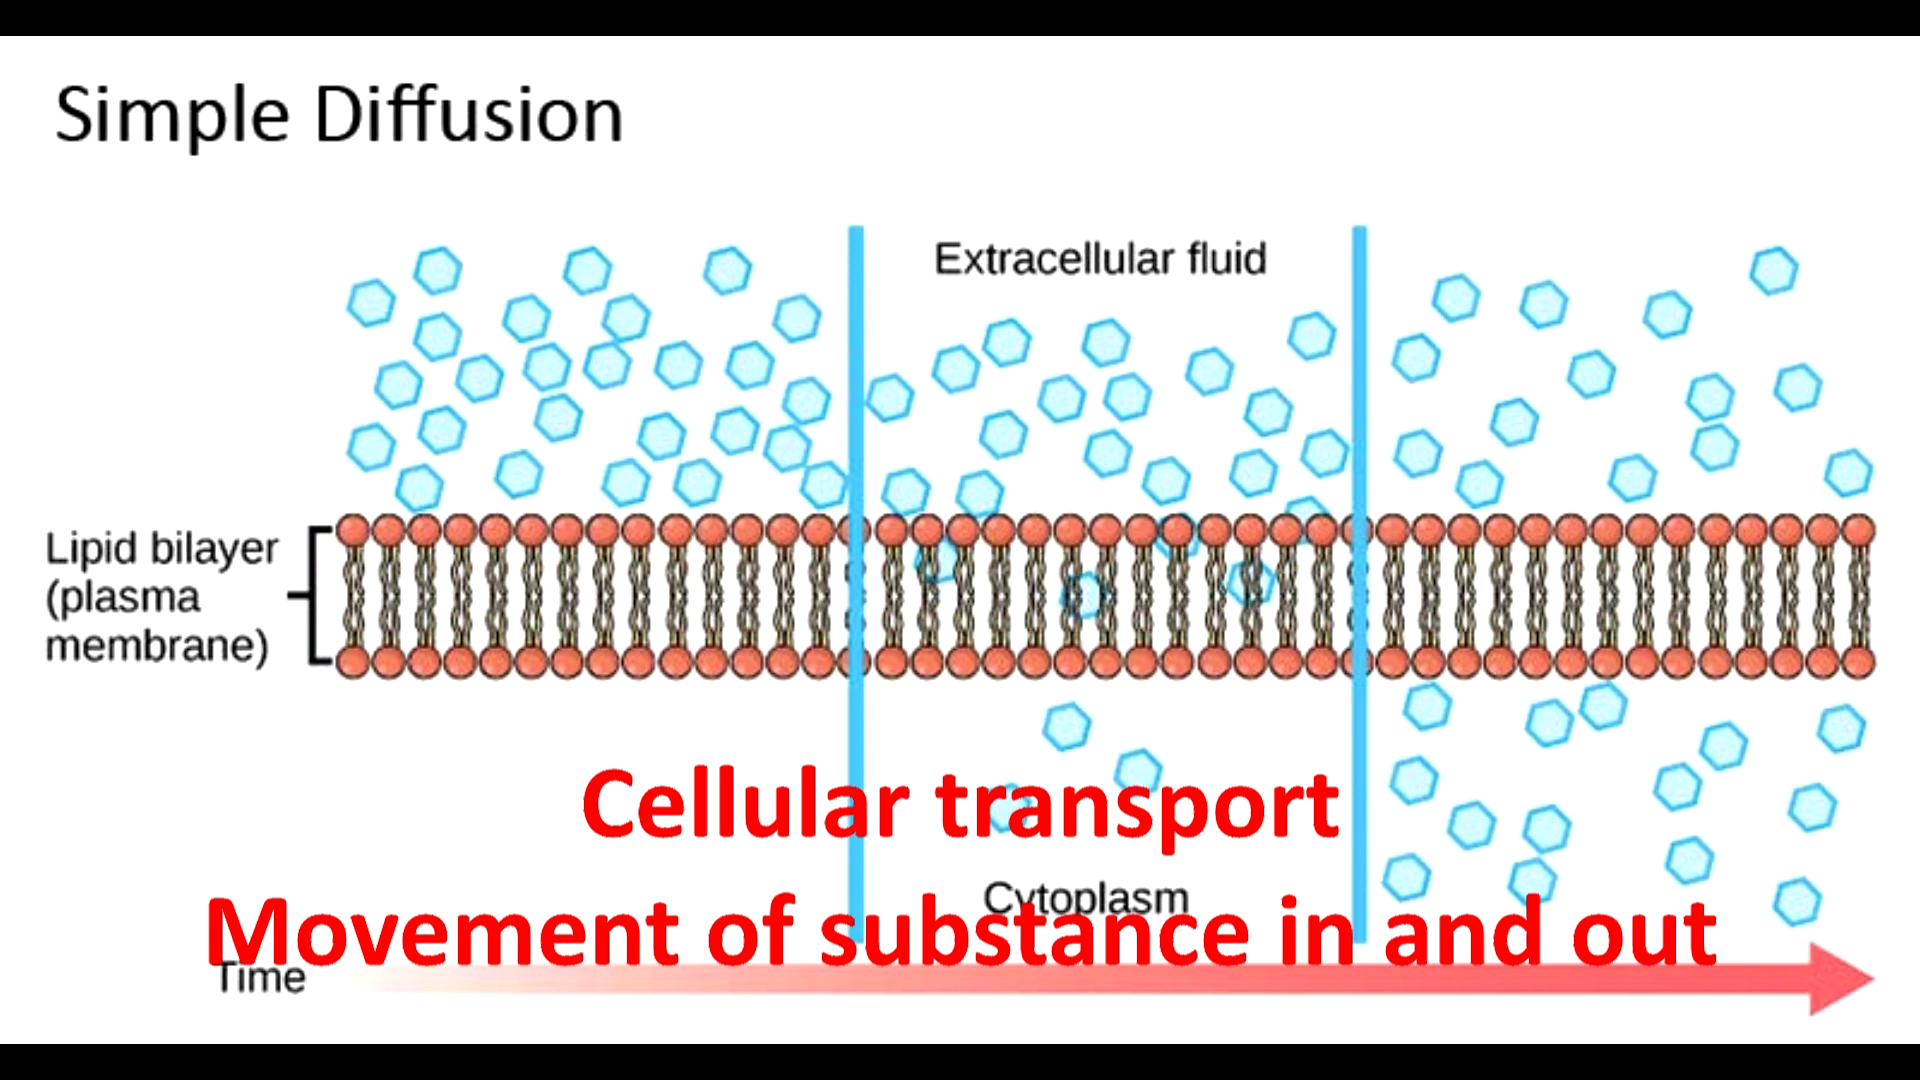 Simple Diffusion
Extracellular fluid
Lipid bilayer
(plasma
membrane)
Cellular transport
Cytoplasm
Movement of substance in and out
Time